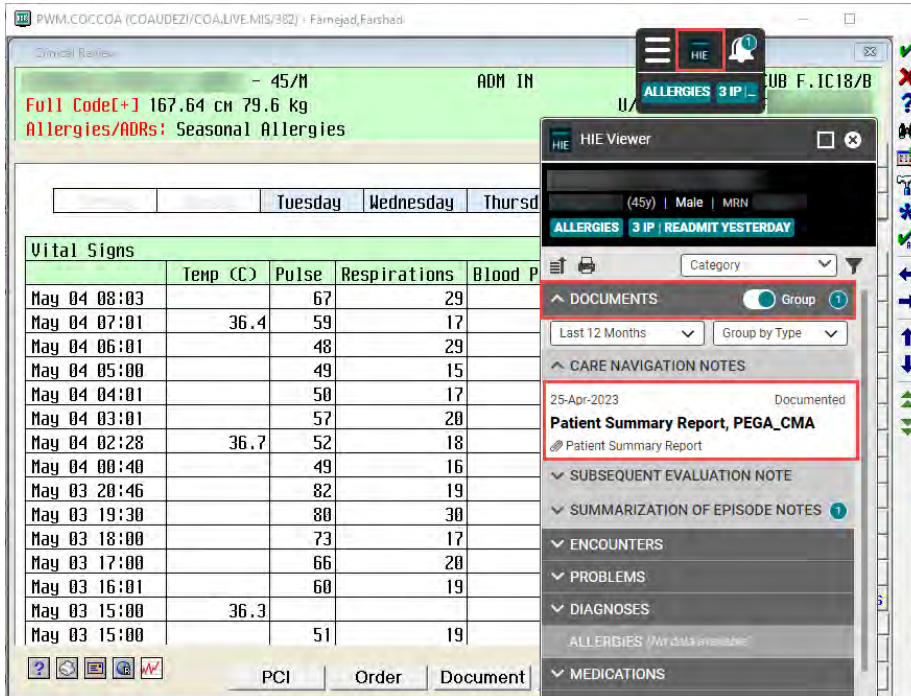 PWM.COCCOA (COAUDEZI/COA.LIVE.MIS/382) - Farnejad,Farshad
Clinical Review
- 45/M ADM IN CUB F.IC18/B
Full Code[+] 167.64 cm 79.6 kg U/
Allergies/ADRs: Seasonal Allergies
HIE 1
ALLERGIES 3 IP |...
Tuesday Wednesday Thursd
Vital Signs
Temp (C) Pulse Respirations Blood P
May 04 08:03 67 29
May 04 07:01 36.4 59 17
May 04 06:01 48 29
May 04 05:00 49 15
May 04 04:01 50 17
May 04 03:01 57 20
May 04 02:28 36.7 52 18
May 04 00:40 49 16
May 03 20:46 82 19
May 03 19:30 80 30
May 03 18:00 73 17
May 03 17:00 66 20
May 03 16:01 60 19
May 03 15:00 36.3
May 03 15:00 51 19
PCI Order Document
HIE HIE Viewer
(45y) | Male | MRN
ALLERGIES 3 IP | READMIT YESTERDAY
Category
DOCUMENTS Group 1
Last 12 Months Group by Type
CARE NAVIGATION NOTES
25-Apr-2023 Documented
Patient Summary Report, PEGA_CMA
Patient Summary Report
SUBSEQUENT EVALUATION NOTE
SUMMARIZATION OF EPISODE NOTES 1
ENCOUNTERS
PROBLEMS
DIAGNOSES
ALLERGIES (No data available)
MEDICATIONS